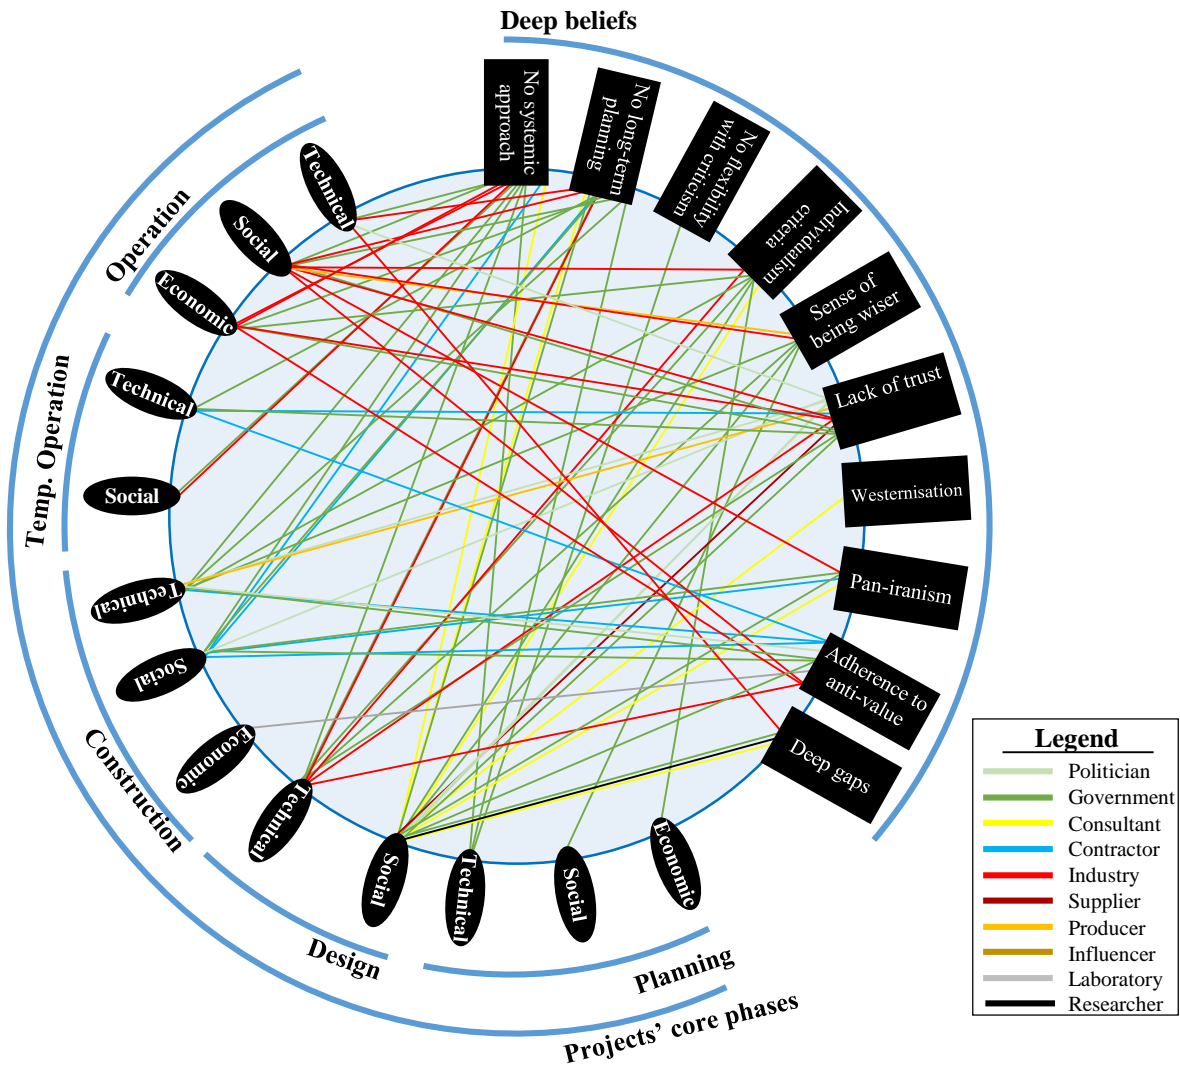 Deep beliefs
No systemic
approach
No long-term
planning
No flexibility
with criticism
Individualism
criteria
Sense of
being wiser
Lack of trust
Westernisation
Pan-iranism
Adherence to
anti-value
Deep gaps
Operation
Technical
Social
Economic
Temp. Operation
Technical
Social
Construction
Technical
Social
Economic
Design
Technical
Social
Planning
Technical
Social
Economic
Projects’ core phases
Legend
Politician
Government
Consultant
Contractor
Industry
Supplier
Producer
Influencer
Laboratory
Researcher